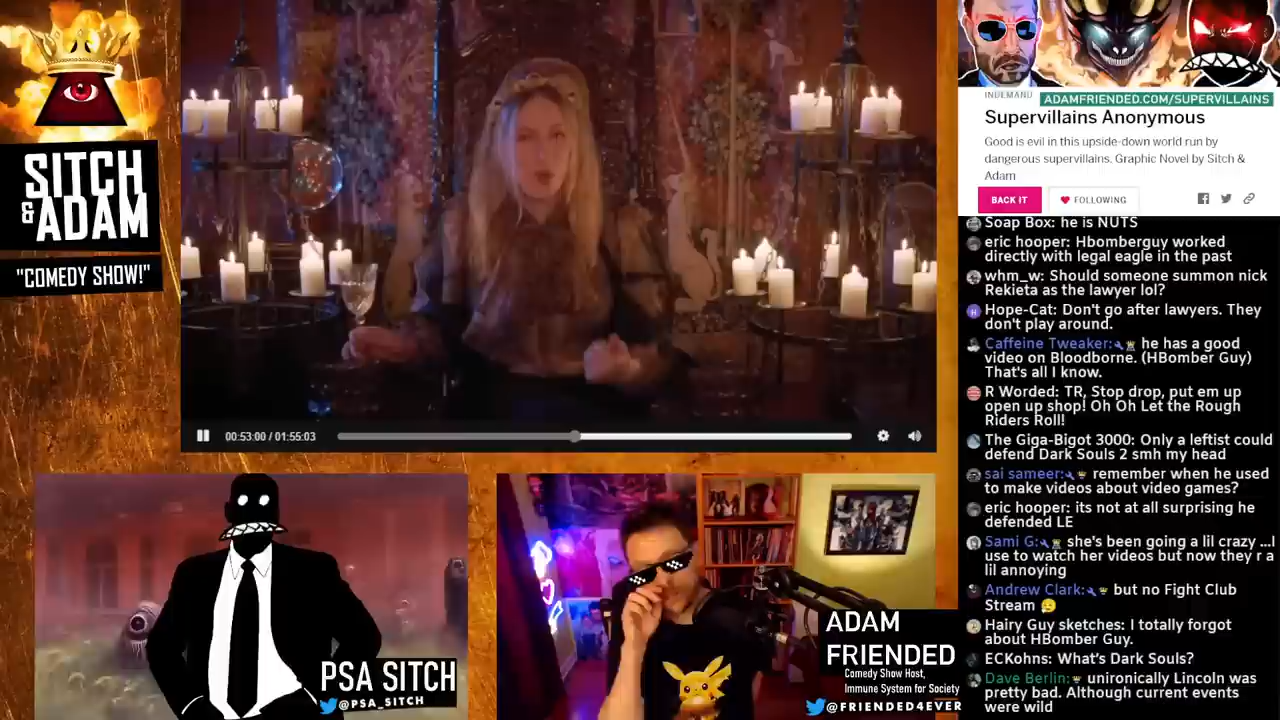 SITCH
& ADAM
"COMEDY SHOW!"
00:53:00 / 01:55:03
PSA SITCH
@PSA_SITCH
ADAM
FRIENDED
Comedy Show Host,
Immune System for Society
@FRIENDED4EVER
INDEMAND
ADAMFRIENDED.COM/SUPERVILLAINS
Supervillains Anonymous
Good is evil in this upside-down world run by
dangerous supervillains. Graphic Novel by Sitch &
Adam
BACK IT
FOLLOWING
Soap Box: he is NUTS
eric hooper: Hbomberguy worked
directly with legal eagle in the past
whm_w: Should someone summon nick
Rekieta as the lawyer lol?
H
Hope-Cat: Don't go after lawyers. They
don't play around.
Caffeine Tweaker: he has a good
video on Bloodborne. (HBomber Guy)
That's all I know.
R Worded: TR, Stop drop, put em up
open up shop! Oh Oh Let the Rough
Riders Roll!
The Giga-Bigot 3000: Only a leftist could
defend Dark Souls 2 smh my head
sai sameer: remember when he used
to make videos about video games?
eric hooper: its not at all surprising he
defended LE
Sami G: she's been going a lil crazy ...I
use to watch her videos but now they r a
lil annoying
Andrew Clark: but no Fight Club
Stream 😥
Hairy Guy sketches: I totally forgot
about HBomber Guy.
ECKohns: What's Dark Souls?
Dave Berlin: unironically Lincoln was
pretty bad. Although current events
were wild